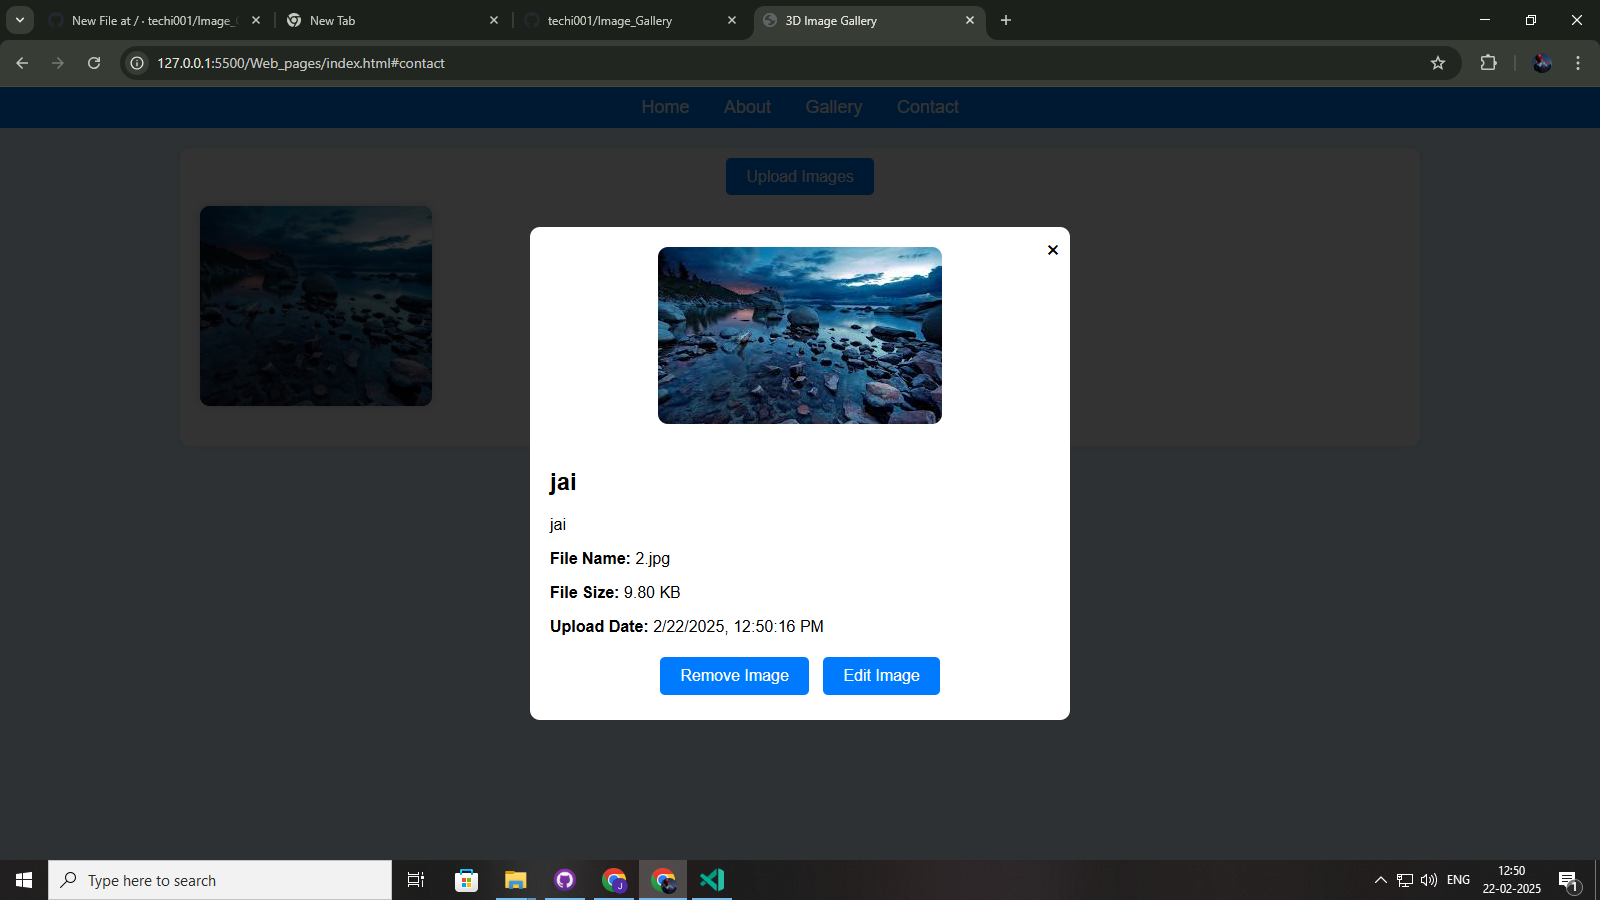 New File at / · techi001/Image_
New Tab
techi001/Image_Gallery
3D Image Gallery
127.0.0.1:5500/Web_pages/index.html#contact
Home About Gallery Contact
Upload Images
jai
jai
File Name: 2.jpg
File Size: 9.80 KB
Upload Date: 2/22/2025, 12:50:16 PM
Remove Image Edit Image
Type here to search
J
ENG
12:50
22-02-2025
1